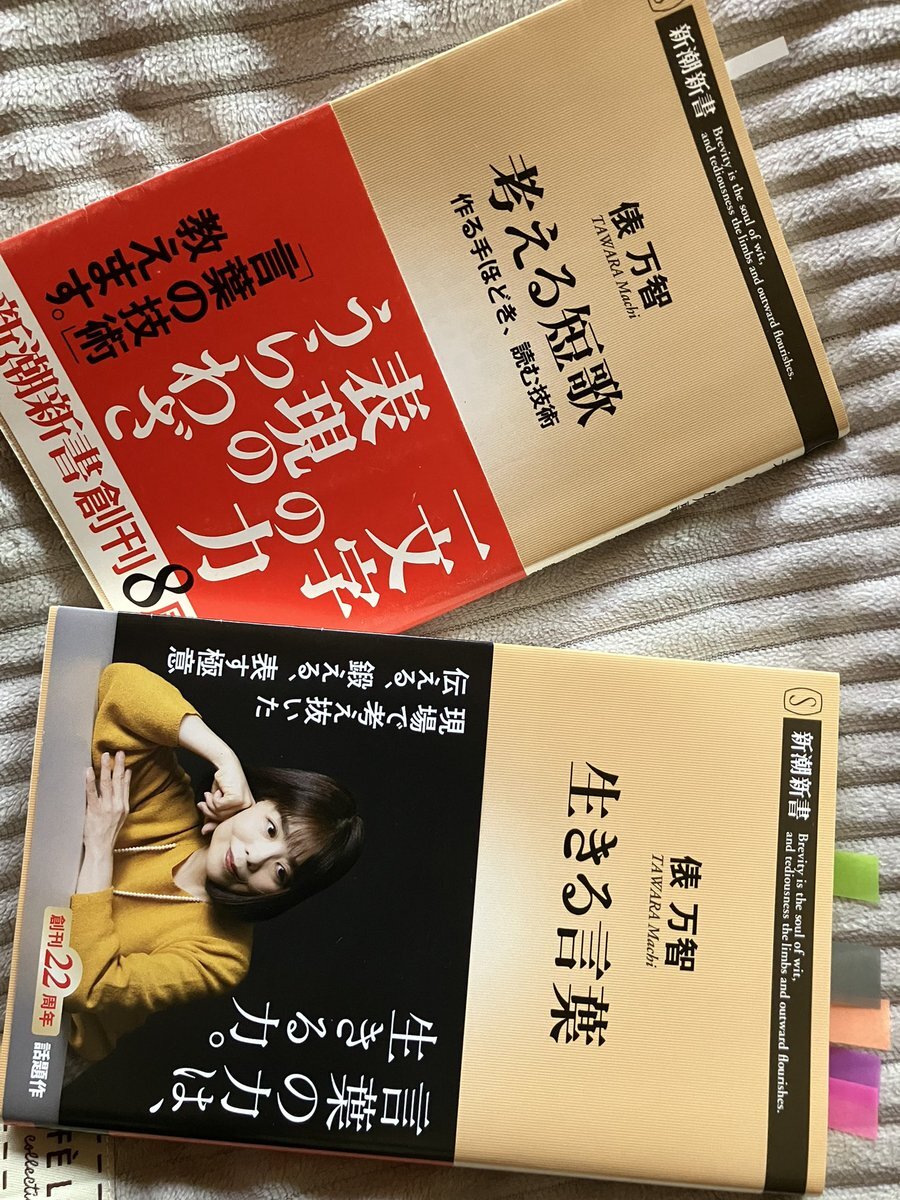 新潮新書
Brevity is the soul of wit,
and tediousness the limbs and outward flourishes.
俵 万智
TAWARA Machi
考える短歌
作る手ほどき、読む技術
一文字の力
表現のうらわざ
「言葉の技術」
教えます。
新潮新書 創刊8
新潮新書
Brevity is the soul of wit,
and tediousness the limbs and outward flourishes.
俵 万智
TAWARA Machi
生きる言葉
現場で考え抜いた
伝える、鍛える、表す極意
言葉の力は、
生きる力。
創刊22周年
話題作
collecti